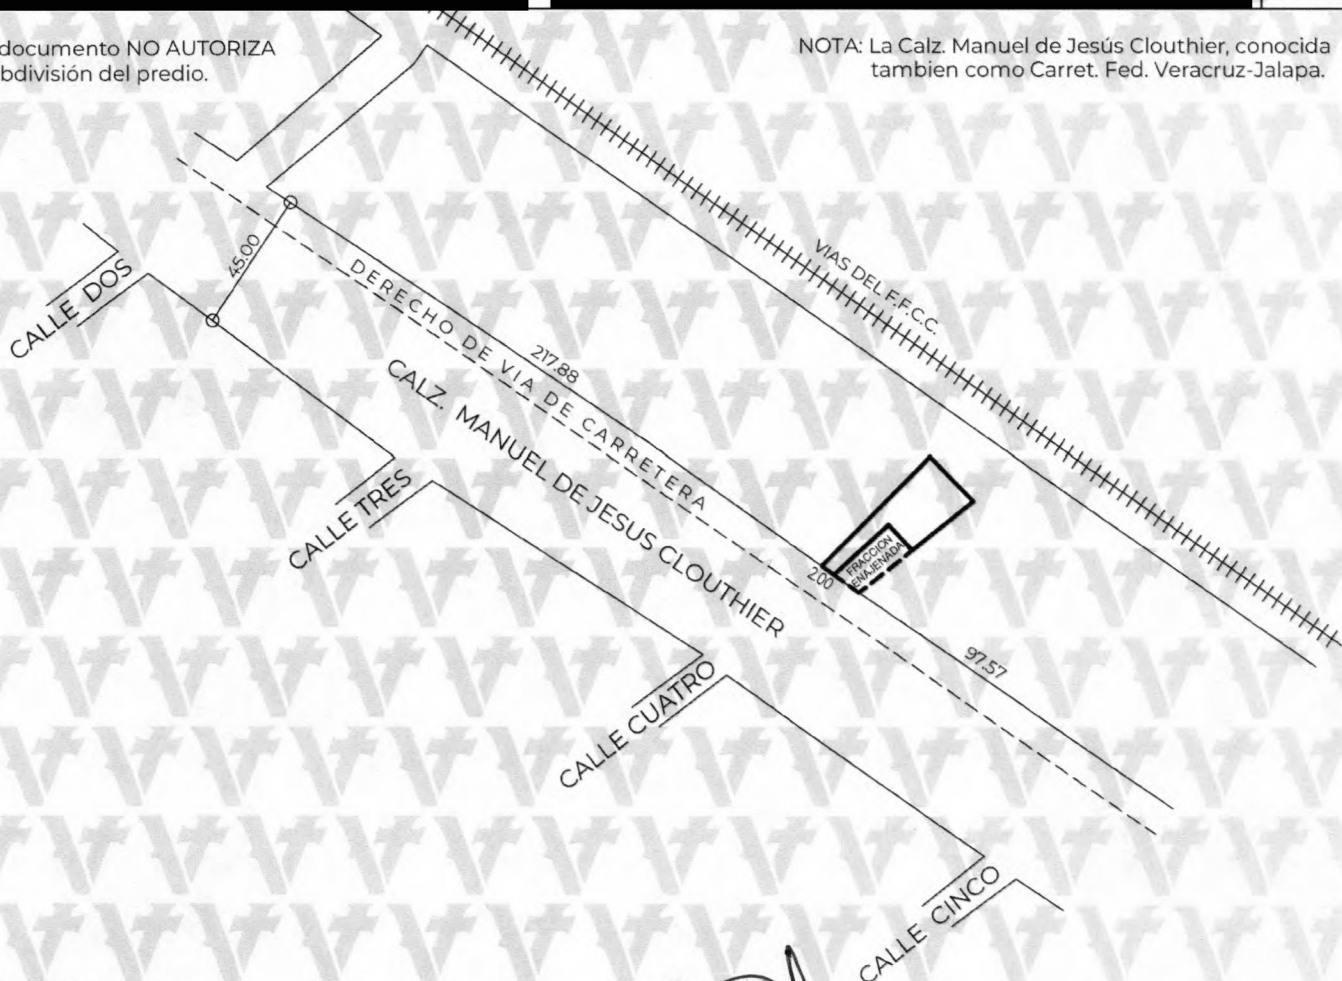 documento NO AUTORIZA
bdivisión del predio.
NOTA: La Calz. Manuel de Jesús Clouthier, conocida
tambien como Carret. Fed. Veracruz-Jalapa.
VIAS DEL F.F.C.C.
45.00
CALLE DOS
DERECHO DE VIA DE CARRETERA
217.88
CALZ. MANUEL DE JESUS CLOUTHIER
CALLE TRES
FRACCION
ENAJENADA
200
97.57
CALLE CUATRO
CALLE CINCO